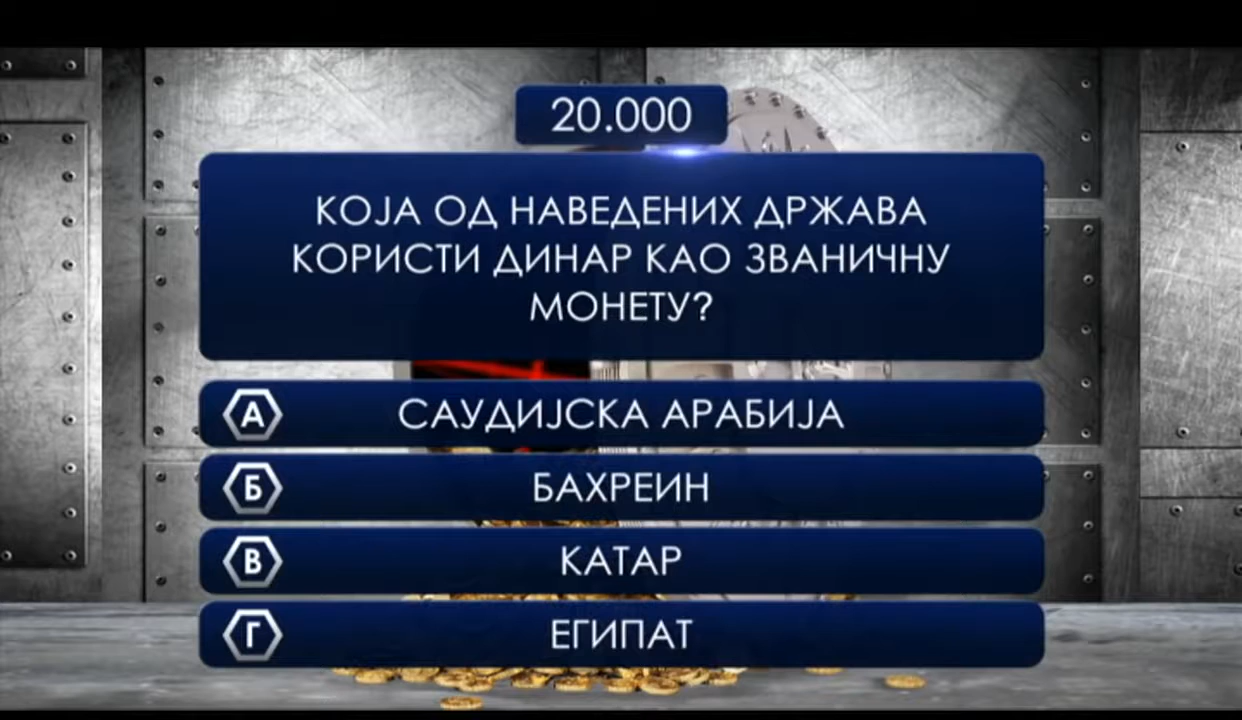 20.000
КОЈА ОД НАВЕДЕНИХ ДРЖАВА
КОРИСТИ ДИНАР КАО ЗВАНИЧНУ
МОНЕТУ?
А САУДИЈСКА АРАБИЈА
Б БАХРЕИН
В КАТАР
Г ЕГИПАТ